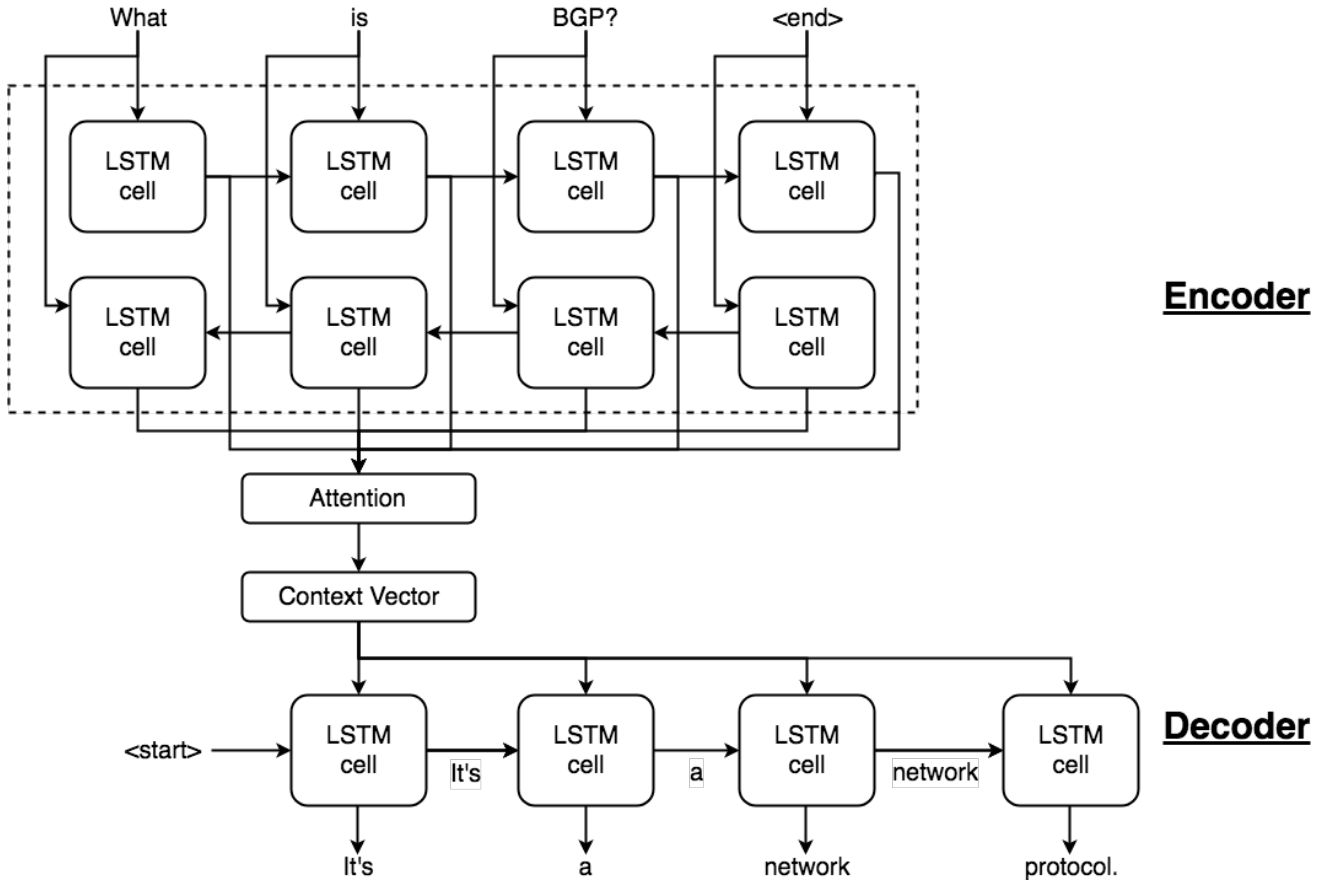 What
is
BGP?
<end>
LSTM
cell
LSTM
cell
LSTM
cell
LSTM
cell
LSTM
cell
LSTM
cell
LSTM
cell
LSTM
cell
Encoder
Attention
Context Vector
<start>
LSTM
cell
It's
LSTM
cell
a
LSTM
cell
network
LSTM
cell
Decoder
It's
a
network
protocol.